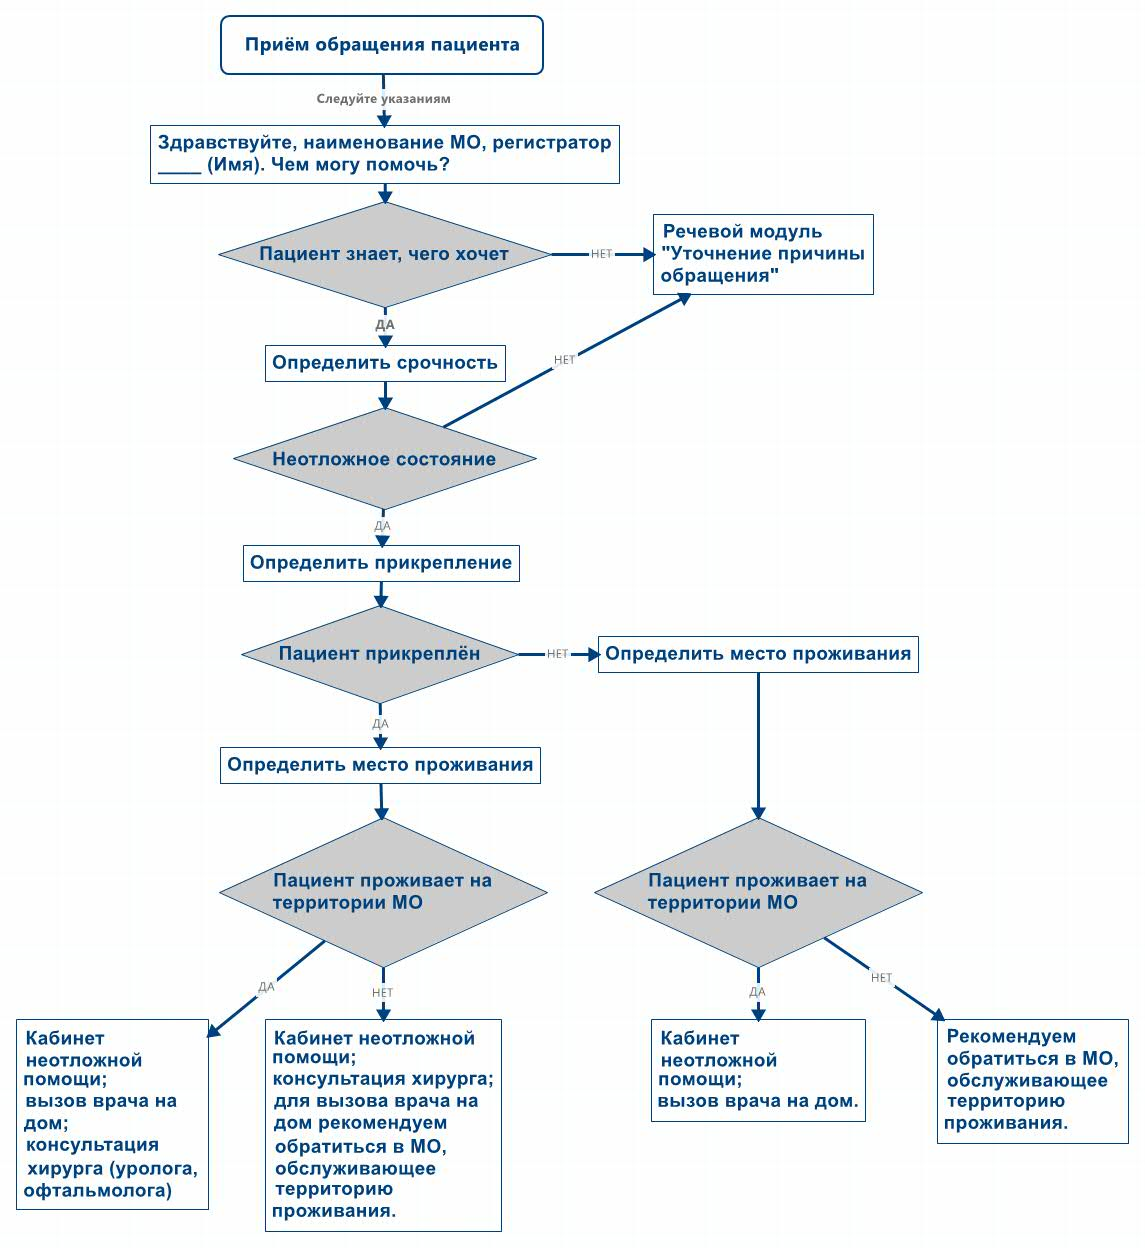 Приём обращения пациента
Следуйте указаниям
Здравствуйте, наименование МО, регистратор
____ (Имя). Чем могу помочь?
Пациент знает, чего хочет
НЕТ
Речевой модуль
"Уточнение причины
обращения"
ДА
Определить срочность
НЕТ
Неотложное состояние
ДА
Определить прикрепление
Пациент прикреплён
НЕТ
Определить место проживания
ДА
Определить место проживания
Пациент проживает на
территории МО
Пациент проживает на
территории МО
ДА
НЕТ
ДА
НЕТ
Кабинет
неотложной
помощи;
вызов врача на
дом;
консультация
хирурга (уролога,
офтальмолога)
Кабинет неотложной
помощи;
консультация хирурга;
для вызова врача на
дом рекомендуем
обратиться в МО,
обслуживающее
территорию
проживания.
Кабинет
неотложной
помощи;
вызов врача на дом.
Рекомендуем
обратиться в МО,
обслуживающее
территорию
проживания.